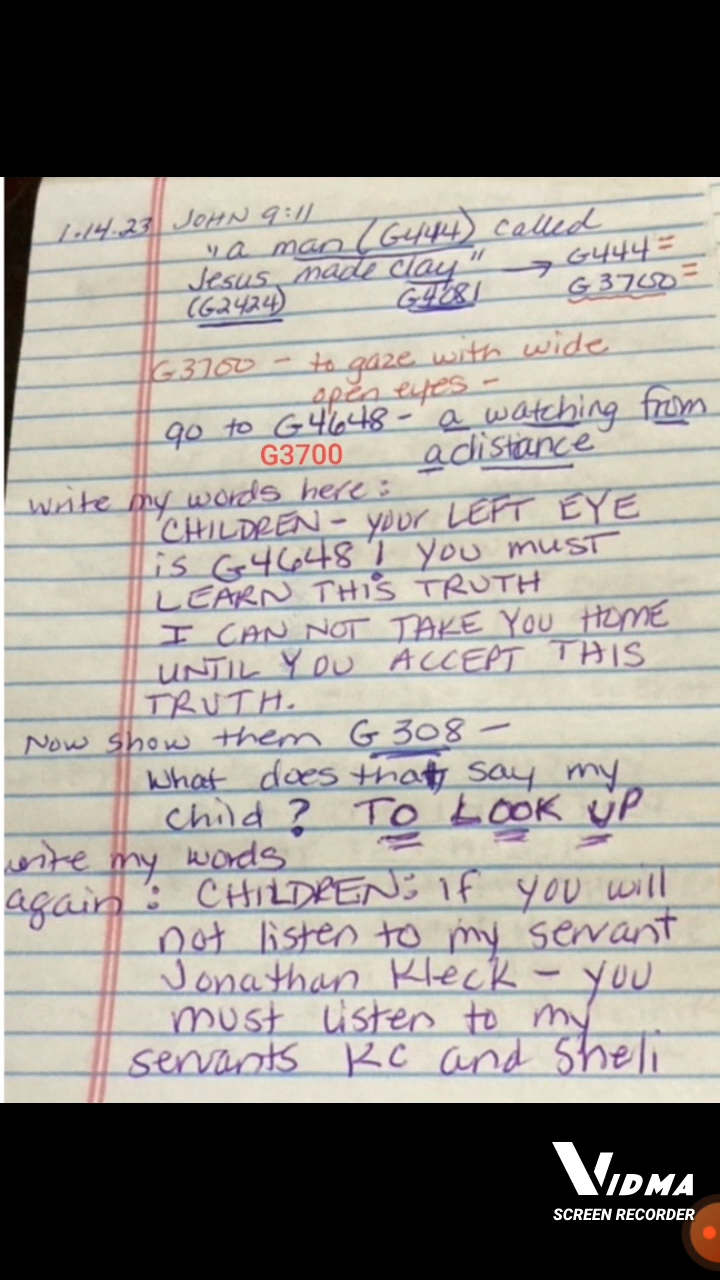 1.14.23 JOHN 9:11
"a man (G444) called
Jesus made clay" → G444 =
(G2424) G4081 G3700 =
G3700 - to gaze with wide
open eyes -
go to G4648 - a watching from
G3700 a distance
write my words here:
CHILDREN - your LEFT EYE
is G4648! you must
LEARN THIS TRUTH
I CAN NOT TAKE YOU HOME
UNTIL YOU ACCEPT THIS
TRUTH.
Now show them G308 -
What does that say my
child? TO LOOK UP
write my words
again: CHILDREN: if you will
not listen to my servant
Jonathan Kleck - you
must listen to my
servants KC and Sheli
VIDMA
SCREEN RECORDER